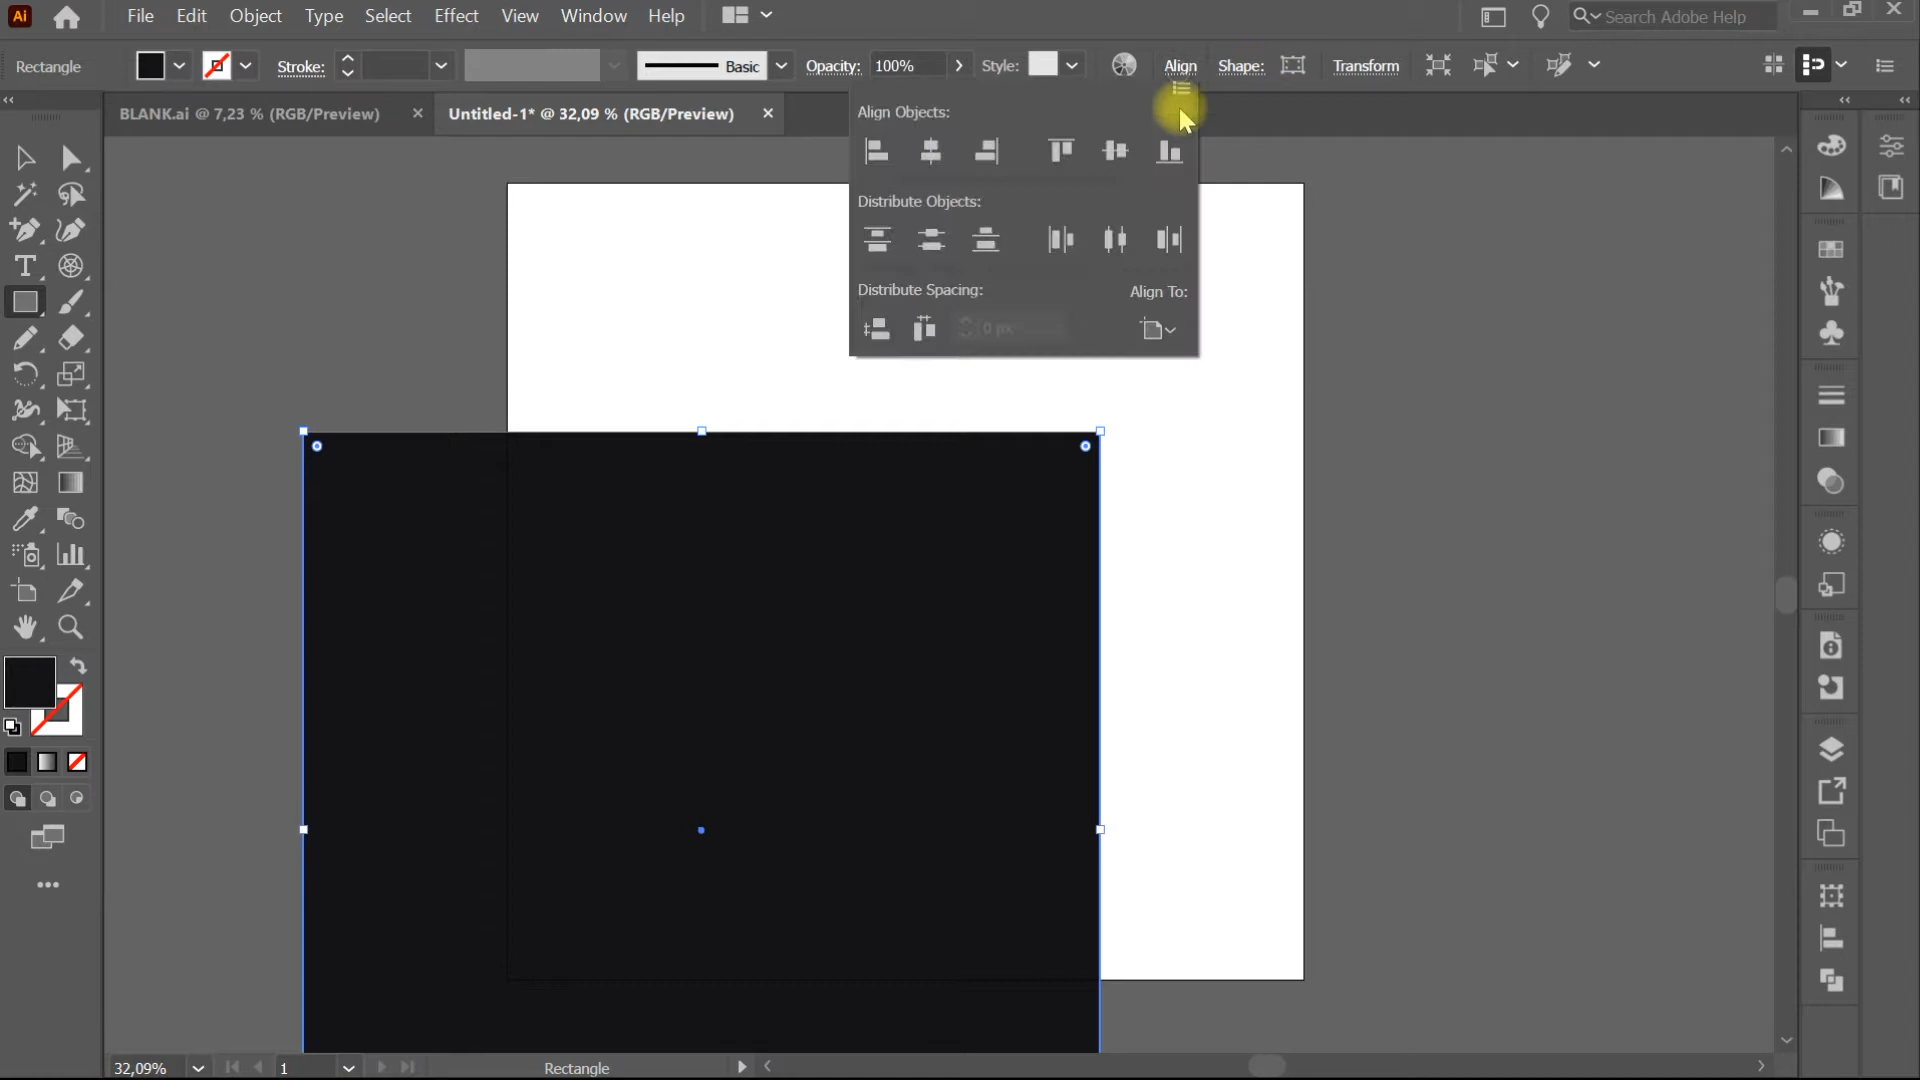 Ai File Edit Object Type Select Effect View Window Help Search Adobe Help
Rectangle Stroke: Basic Opacity: 100% Style: Align Shape: Transform
BLANK.ai @ 7,23 % (RGB/Preview) Untitled-1* @ 32,09 % (RGB/Preview)
Align Objects:
Distribute Objects:
Distribute Spacing: Align To:
0 px
32,09% 1 Rectangle